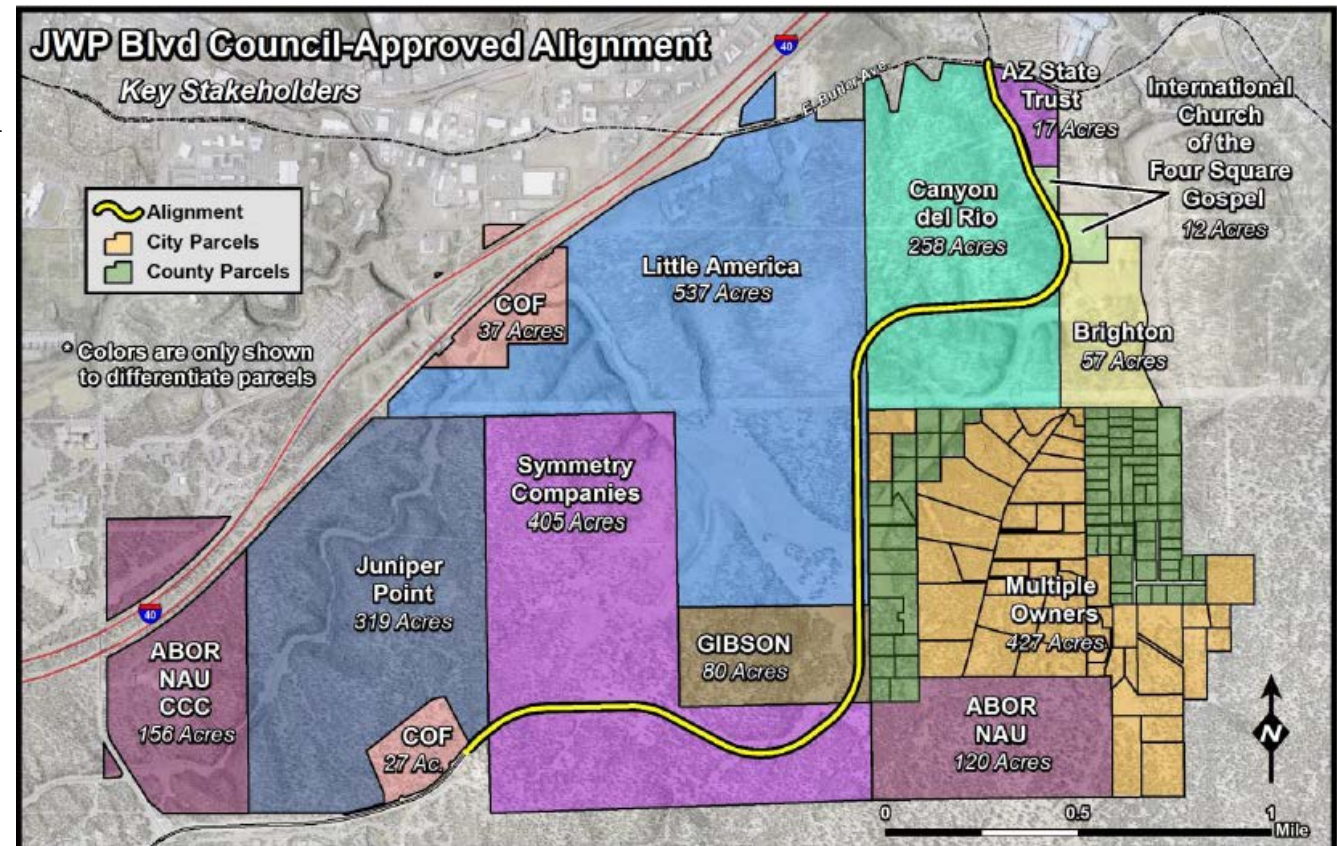 JWP Blvd Council-Approved Alignment
Key Stakeholders
40
E. Butler Ave.
AZ State
Trust
17 Acres
International
Church
of the
Four Square
Gospel
12 Acres
Alignment
City Parcels
County Parcels
* Colors are only shown
to differentiate parcels
COF
37 Acres
Little America
537 Acres
Canyon
del Rio
258 Acres
Brighton
57 Acres
Symmetry
Companies
405 Acres
Juniper
Point
319 Acres
40
ABOR
NAU
CCC
156 Acres
COF
27 Ac.
GIBSON
80 Acres
Multiple
Owners
427 Acres
ABOR
NAU
120 Acres
N
0 0.5 1
Mile